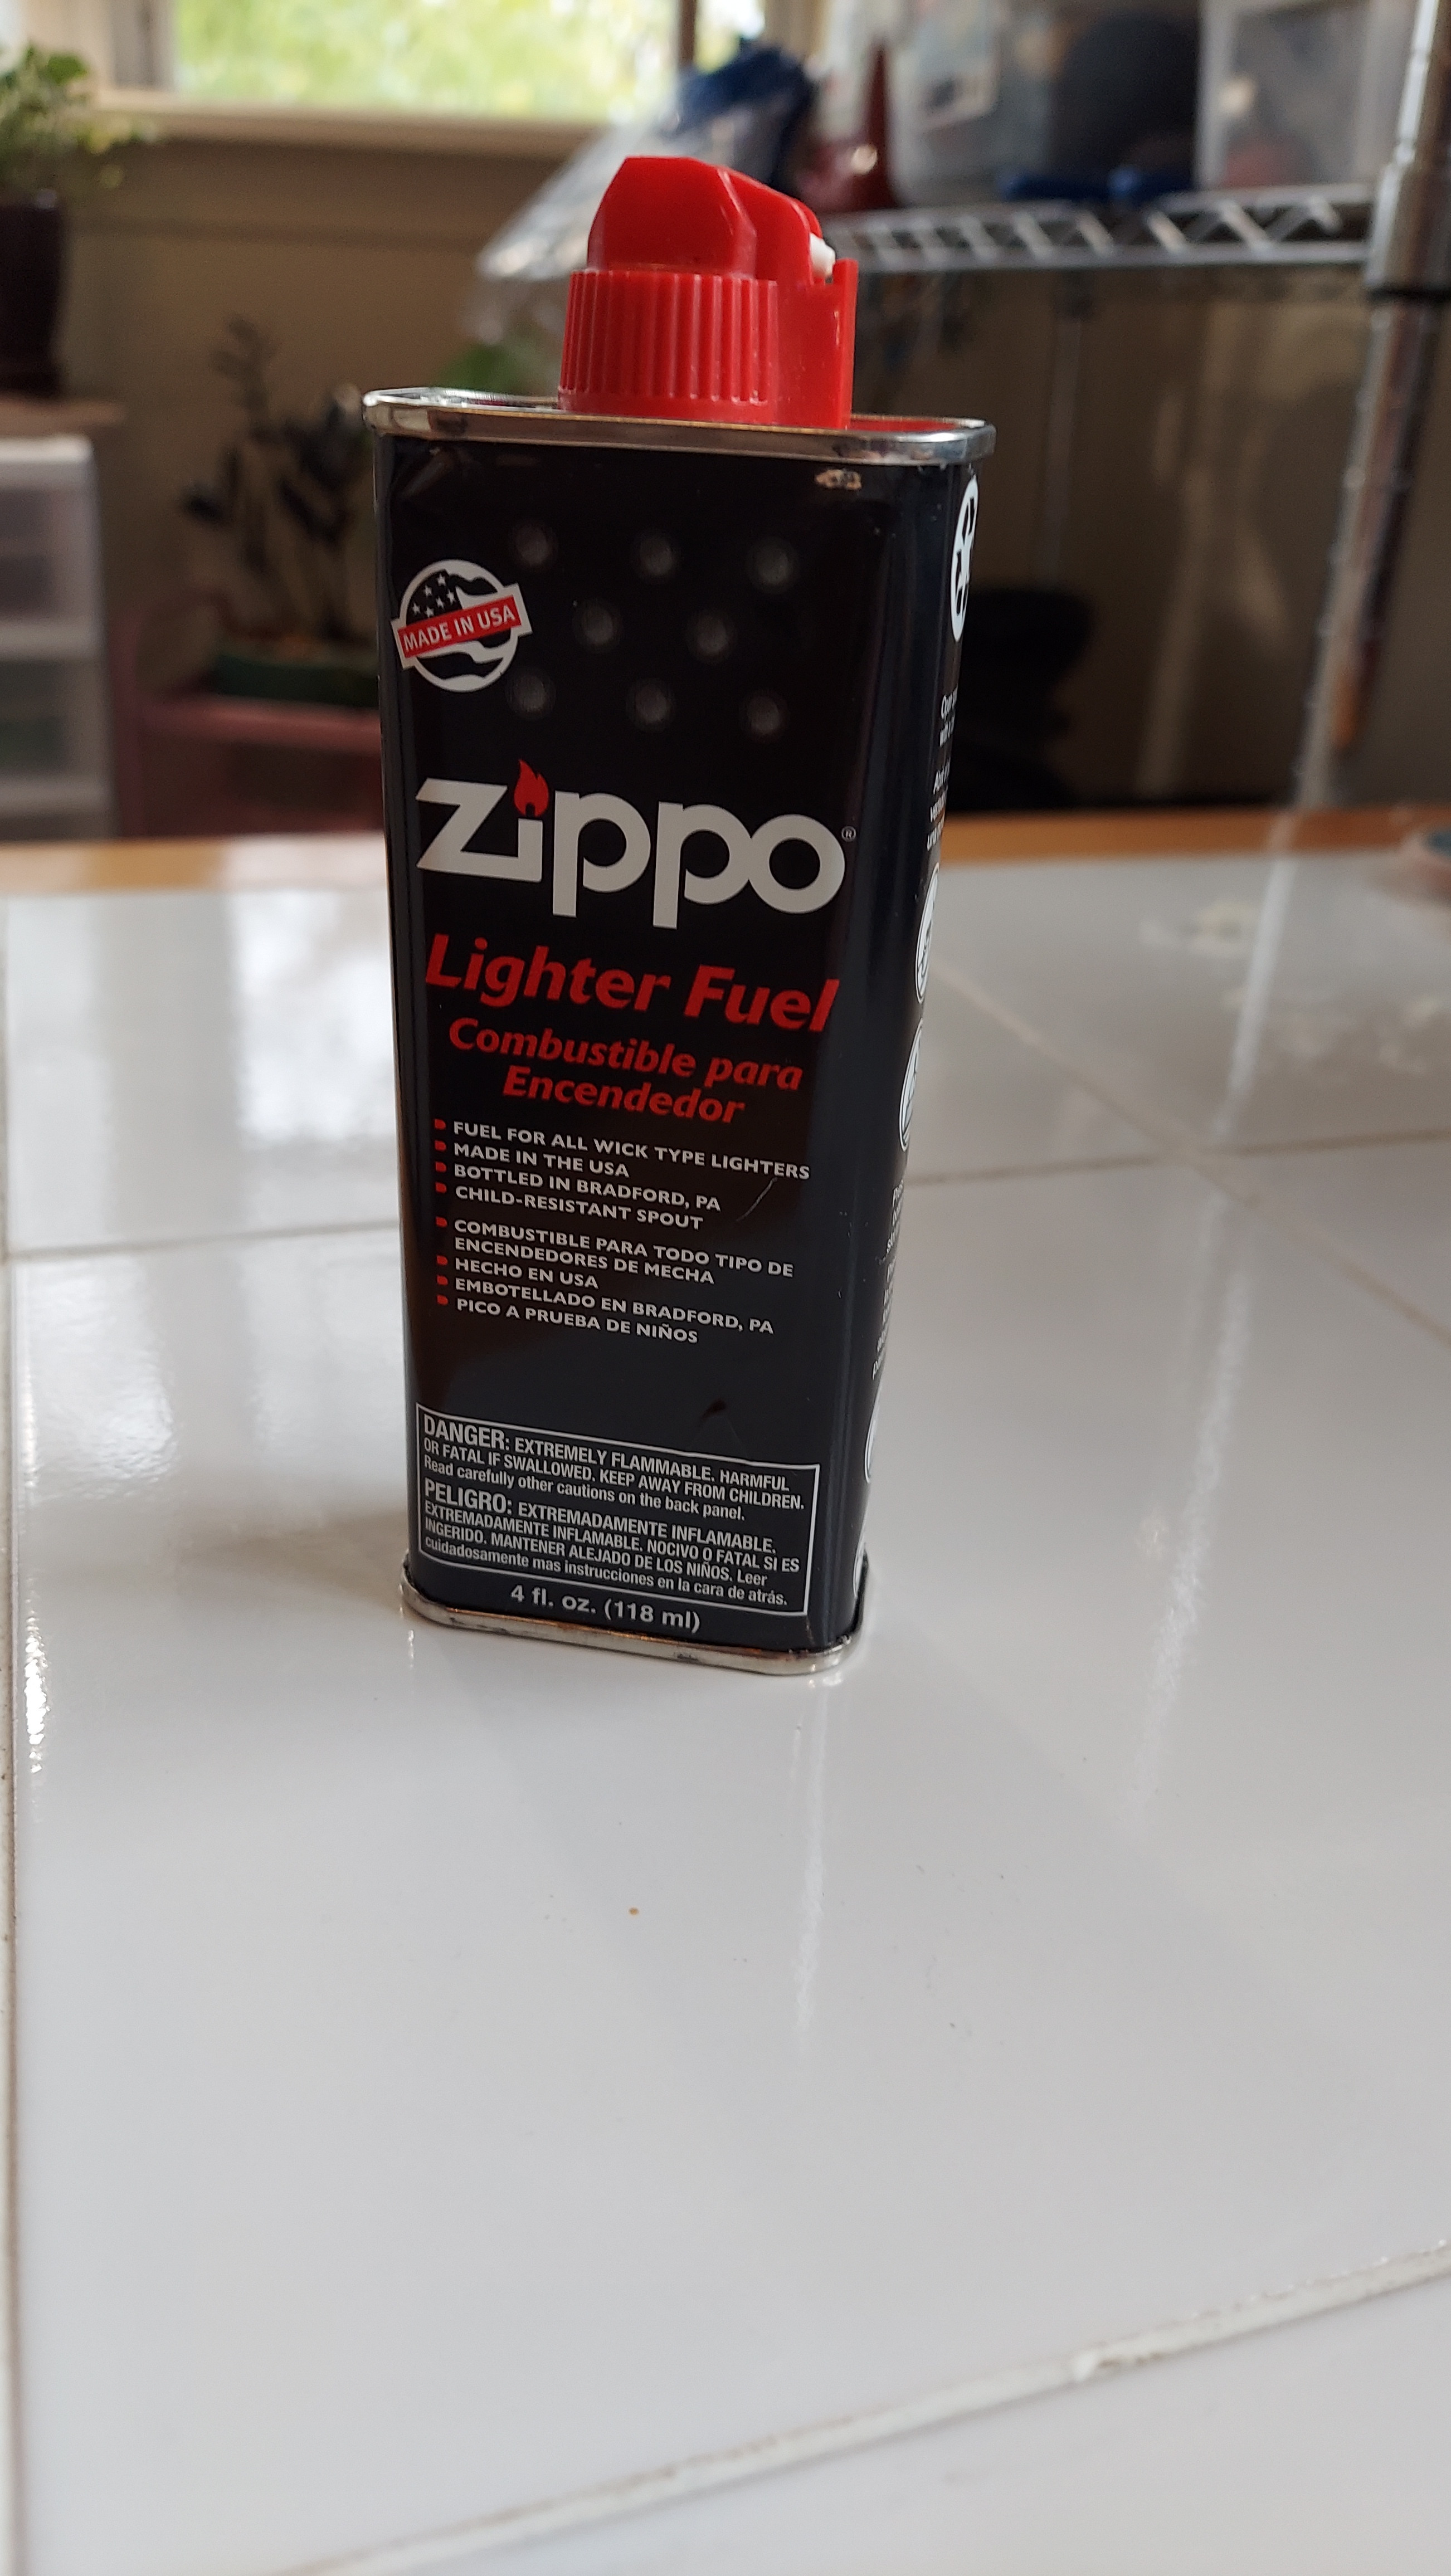 MADE IN USA
Zippo®
Lighter Fuel
Combustible para
Encendedor
FUEL FOR ALL WICK TYPE LIGHTERS
MADE IN THE USA
BOTTLED IN BRADFORD, PA
CHILD-RESISTANT SPOUT
COMBUSTIBLE PARA TODO TIPO DE
ENCENDEDORES DE MECHA
HECHO EN USA
EMBOTELLADO EN BRADFORD, PA
PICO A PRUEBA DE NIÑOS
DANGER: EXTREMELY FLAMMABLE. HARMFUL
OR FATAL IF SWALLOWED. KEEP AWAY FROM CHILDREN.
Read carefully other cautions on the back panel.
PELIGRO: EXTREMADAMENTE INFLAMABLE.
EXTREMADAMENTE INFLAMABLE. NOCIVO O FATAL SI ES
INGERIDO. MANTENER ALEJADO DE LOS NIÑOS. Leer
cuidadosamente mas instrucciones en la cara de atrás.
4 fl. oz. (118 ml)